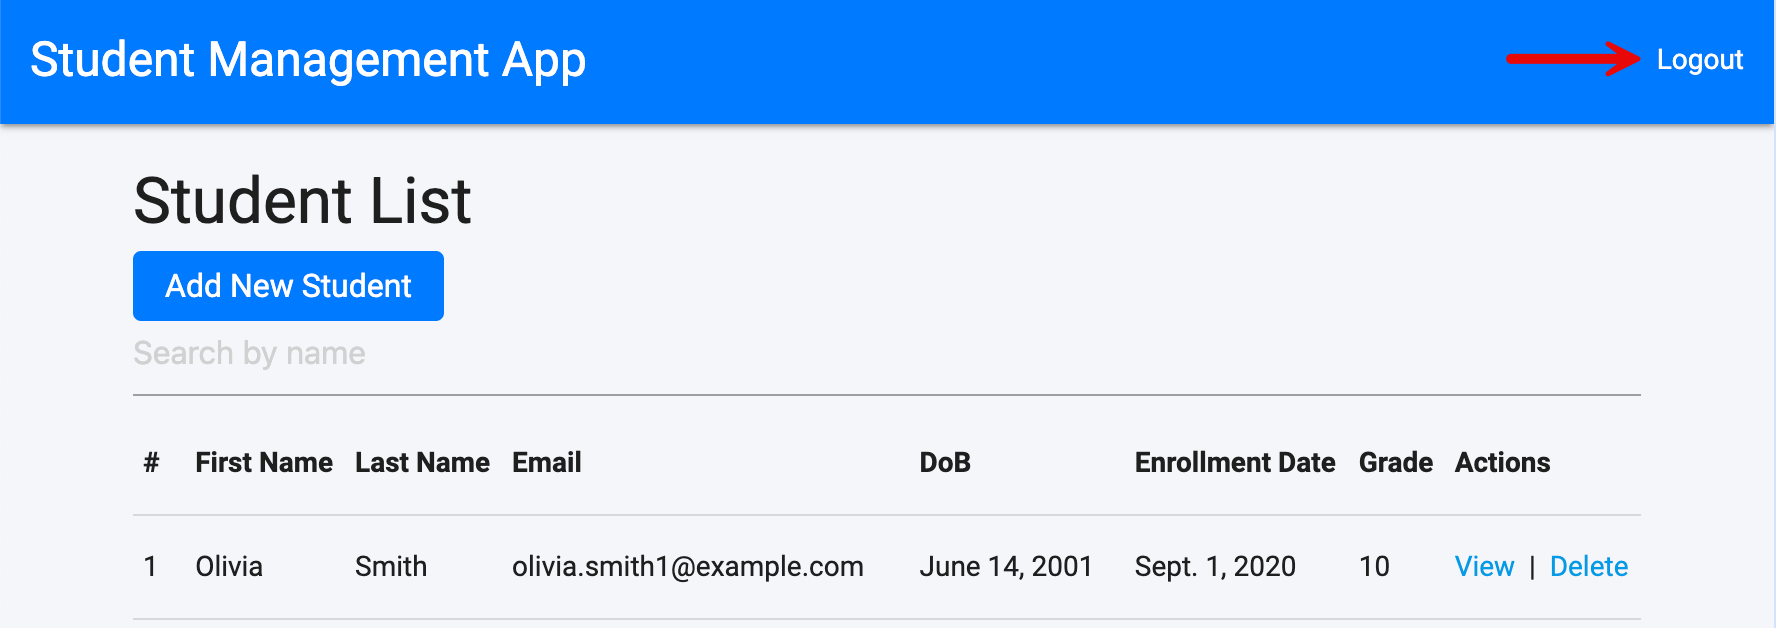 Student Management App Logout
Student List
Add New Student
Search by name
# First Name Last Name Email DoB Enrollment Date Grade Actions
1 Olivia Smith olivia.smith1@example.com June 14, 2001 Sept. 1, 2020 10 View | Delete